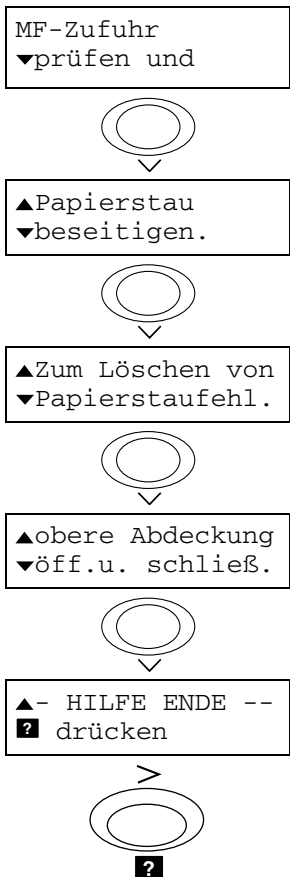 MF-Zufuhr
▼prüfen und
▲Papierstau
▼beseitigen.
▲Zum Löschen von
▼Papierstaufehl.
▲obere Abdeckung
▼öff.u. schließ.
▲- HILFE ENDE --
? drücken
>
?